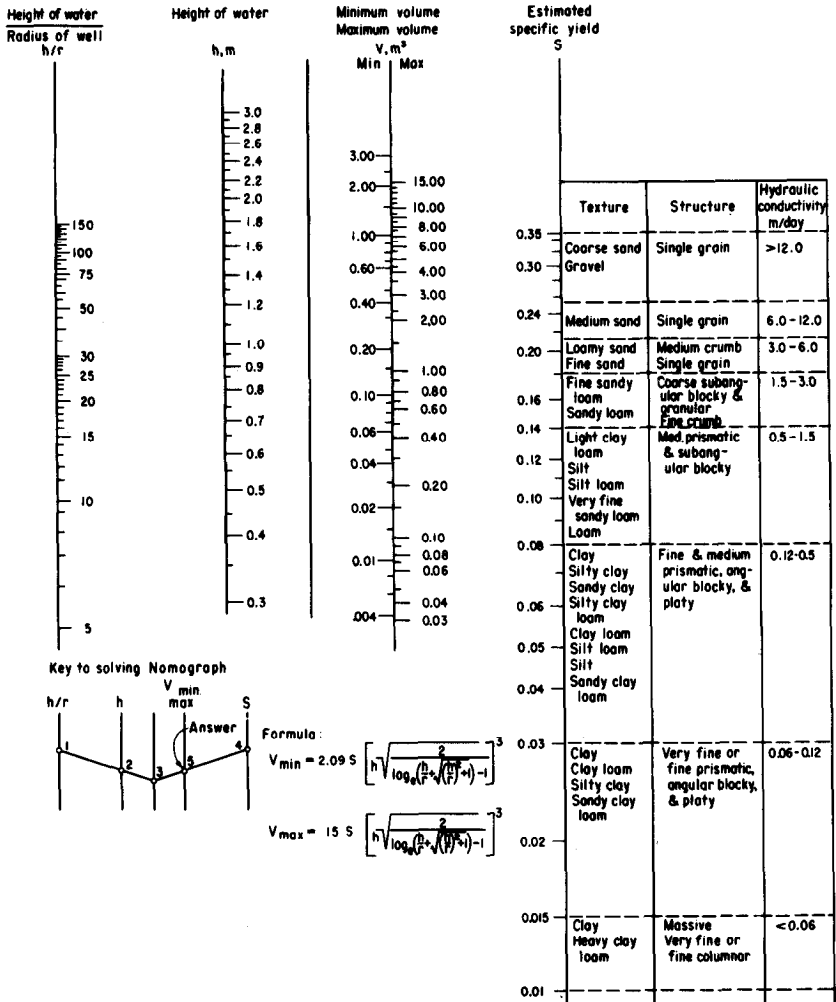 Height of water
Radius of well
h/r
Height of water
h,m
Minimum volume
Maximum volume
V,m³
Min Max
Estimated
specific yield
S
150
100
75
50
30
25
20
15
10
5
3.0
2.8
2.6
2.4
2.2
2.0
1.8
1.6
1.4
1.2
1.0
0.9
0.8
0.7
0.6
0.5
0.4
0.3
3.00
2.00
1.00
0.60
0.40
0.20
0.10
0.06
0.04
0.02
0.01
.004
15.00
10.00
8.00
6.00
4.00
3.00
2.00
1.00
0.80
0.60
0.40
0.20
0.10
0.08
0.06
0.04
0.03
0.35
0.30
0.24
0.20
0.16
0.14
0.12
0.10
0.08
0.06
0.05
0.04
0.03
0.02
0.015
0.01
Texture
Structure
Hydraulic
conductivity
m/day
Coarse sand
Gravel
Single grain
>12.0
Medium sand
Single grain
6.0-12.0
Loamy sand
Fine sand
Medium crumb
Single grain
3.0-6.0
Fine sandy
loam
Sandy loam
Coarse subang-
ular blocky &
granular
Fine crumb
1.5-3.0
Light clay
loam
Silt
Silt loam
Very fine
sandy loam
Loam
Med. prismatic
& subang-
ular blocky
0.5-1.5
Clay
Silty clay
Sandy clay
Silty clay
loam
Clay loam
Silt loam
Silt
Sandy clay
loam
Fine & medium
prismatic, ang-
ular blocky, &
platy
0.12-0.5
Clay
Clay loam
Silty clay
Sandy clay
loam
Very fine or
fine prismatic,
angular blocky,
& platy
0.06-0.12
Clay
Heavy clay
loam
Massive
Very fine or
fine columnar
<0.06
Key to solving Nomograph
h/r
h
V min.
max
S
Answer
1
2
3
5
4
Formula:
Vmin = 2.09 S [h√(2/(logₑ(h/r+√((h/r)²+1)-1)))]³
Vmax = 15 S [h√(2/(logₑ(h/r+√((h/r)²+1)-1)))]³